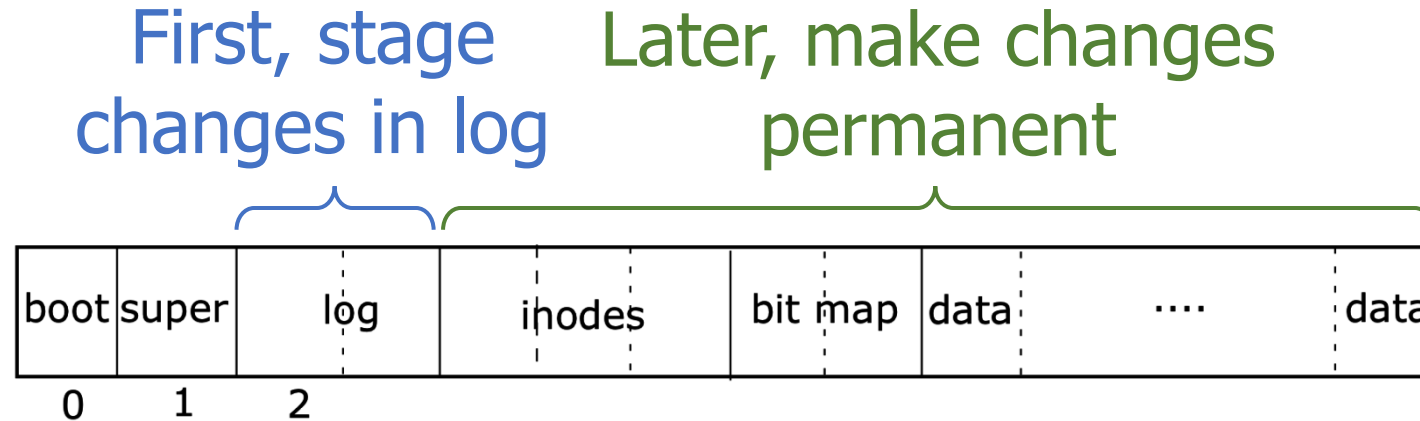 First, stage
changes in log
Later, make changes
permanent
boot super log inodes bit map data .... data
0 1 2